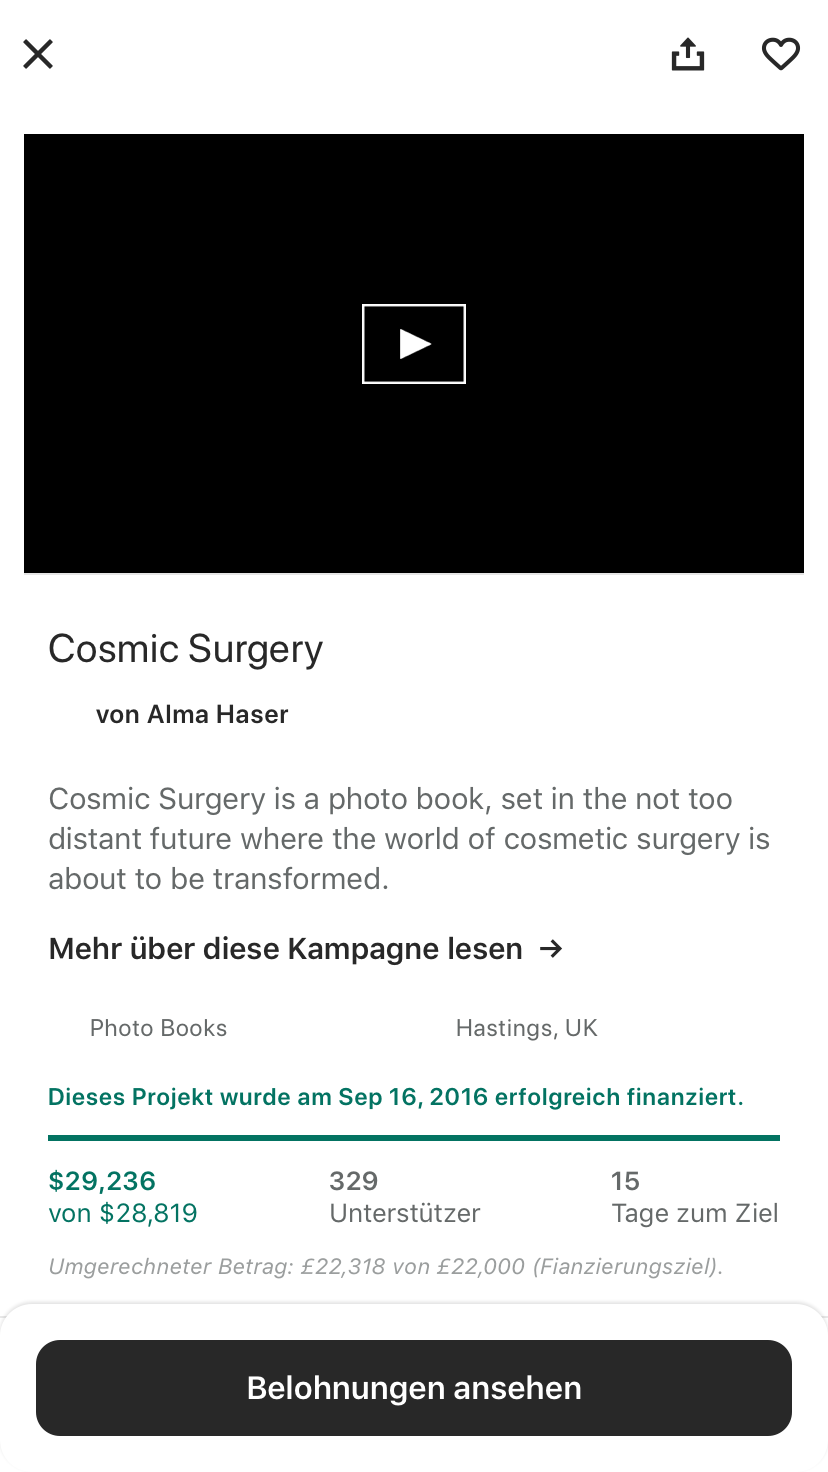 Cosmic Surgery
von Alma Haser
Cosmic Surgery is a photo book, set in the not too
distant future where the world of cosmetic surgery is
about to be transformed.
Mehr über diese Kampagne lesen →
Photo Books
Hastings, UK
Dieses Projekt wurde am Sep 16, 2016 erfolgreich finanziert.
$29,236
von $28,819
329
Unterstützer
15
Tage zum Ziel
Umgerechneter Betrag: £22,318 von £22,000 (Fianzierungsziel).
Belohnungen ansehen